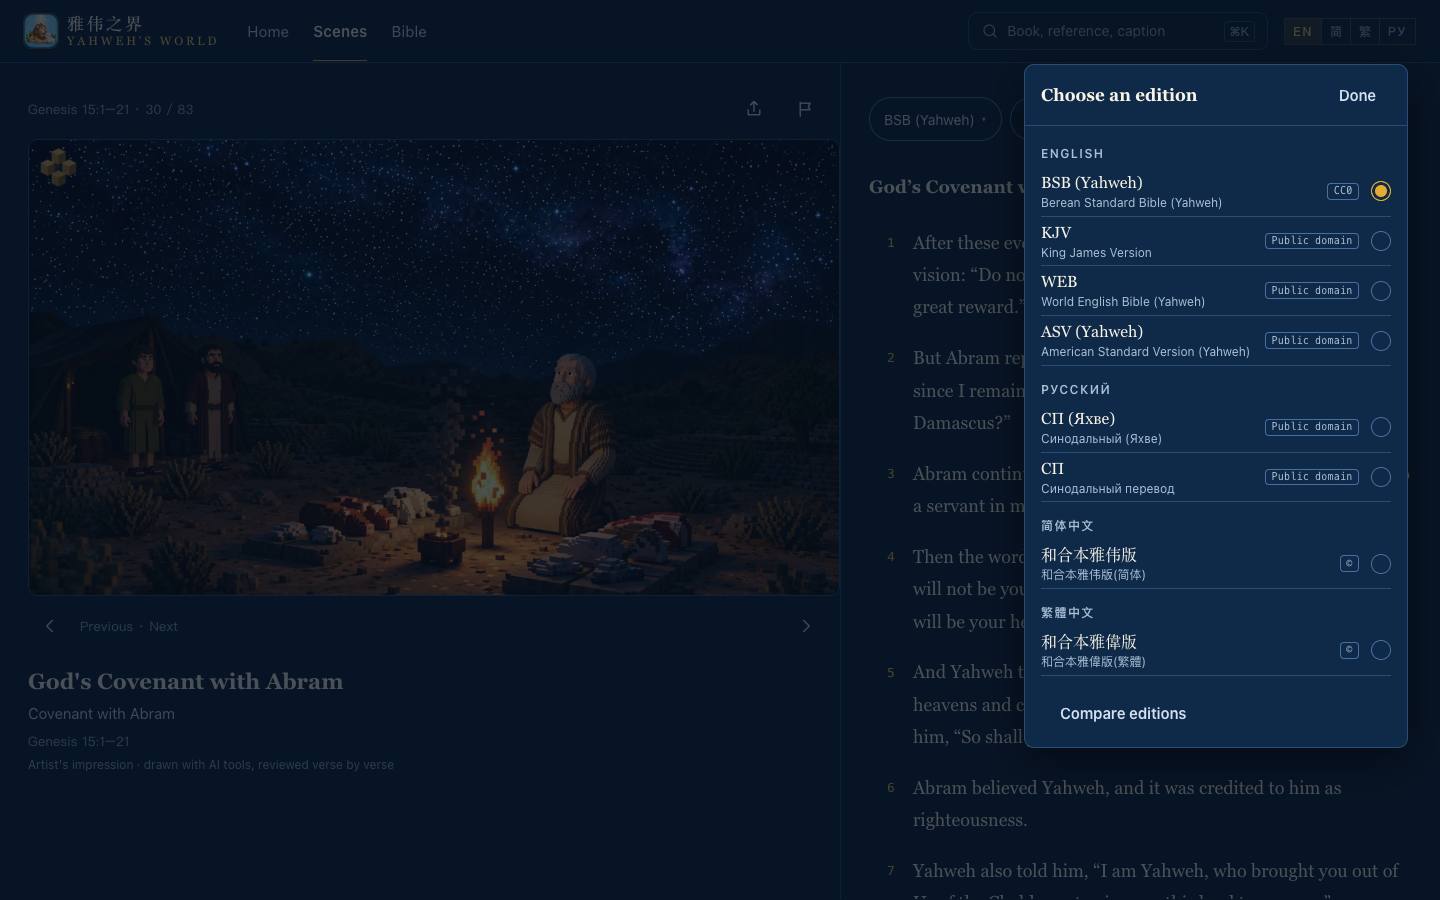 雅伟之界
YAHWEH'S WORLD
Home
Scenes
Bible
Book, reference, caption
⌘K
EN
简
繁
РУ
Genesis 15:1–21 · 30 / 83
Previous · Next
God's Covenant with Abram
Covenant with Abram
Genesis 15:1–21
Artist's impression · drawn with AI tools, reviewed verse by verse
BSB (Yahweh)
God’s Covenant
1 After these
vision: “Do
great reward.”
2 But Abram
since I remain
Damascus?”
3 Abram
a servant in
4 Then the
will not be
will be your
5 And Yahweh
heavens and
him, “So shall
6 Abram believed Yahweh, and it was credited to him as
righteousness.
7 Yahweh also told him, “I am Yahweh, who brought you out of
Choose an edition
Done
ENGLISH
BSB (Yahweh)
Berean Standard Bible (Yahweh)
CC0
KJV
King James Version
Public domain
WEB
World English Bible (Yahweh)
Public domain
ASV (Yahweh)
American Standard Version (Yahweh)
Public domain
РУССКИЙ
СП (Яхве)
Синодальный (Яхве)
Public domain
СП
Синодальный перевод
Public domain
简体中文
和合本雅伟版
和合本雅伟版(简体)
©
繁體中文
和合本雅偉版
和合本雅偉版(繁體)
©
Compare editions